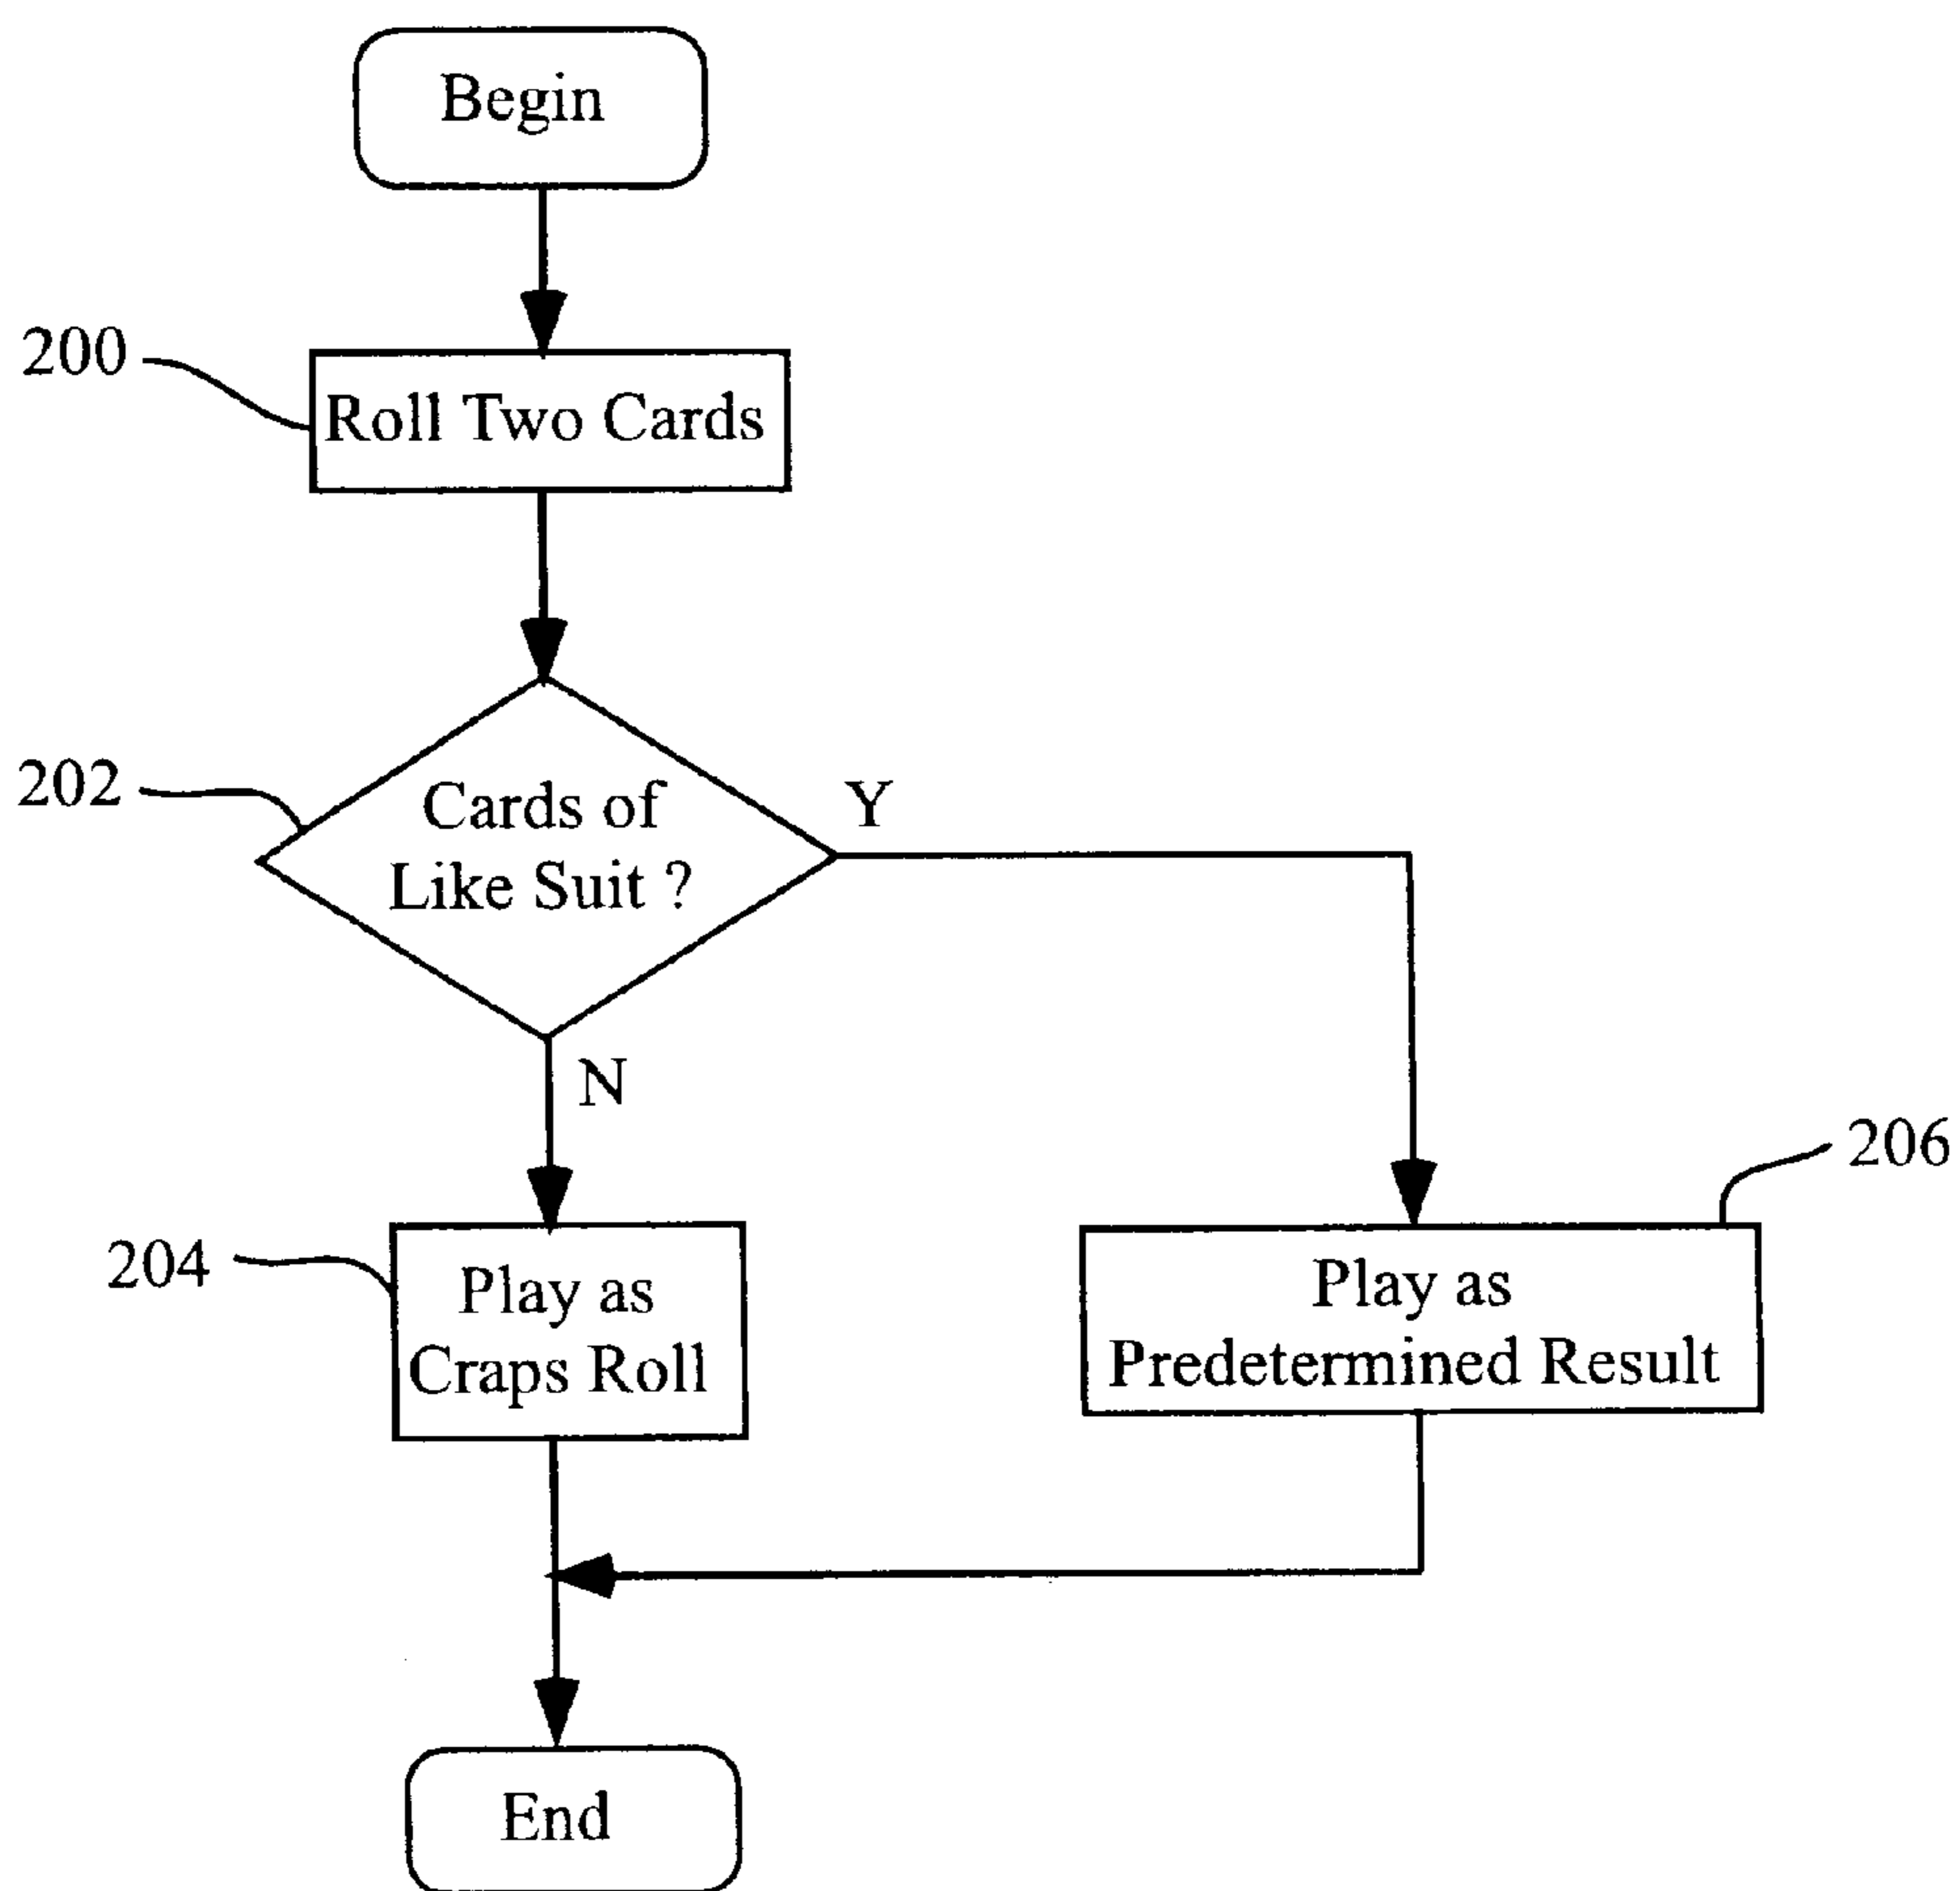 Begin
200
Roll Two Cards
202
Cards of
Like Suit ?
Y
N
206
204
Play as
Craps Roll
Play as
Predetermined Result
End